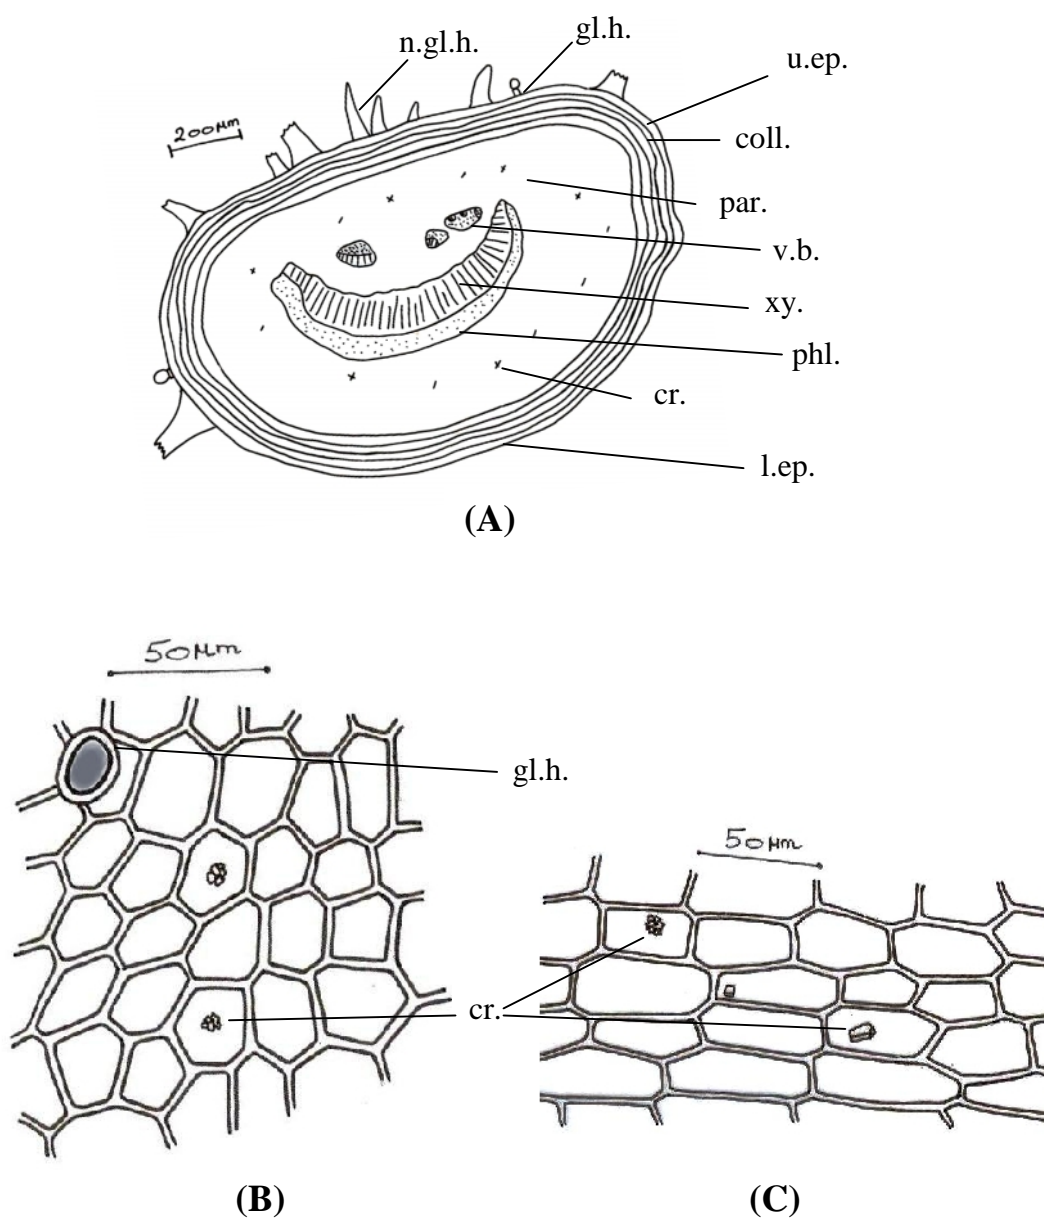 n.gl.h.
gl.h.
u.ep.
200μm
coll.
par.
v.b.
xy.
phl.
cr.
l.ep.
(A)
50μm
gl.h.
50μm
cr.
(B)
(C)